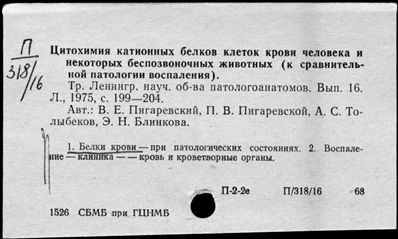 П
318/16
Цитохимия катионных белков клеток крови человека и
некоторых беспозвоночных животных (к сравнитель-
ной патологии воспаления).
Тр. Ленингр. науч. об-ва патологоанатомов. Вып. 16.
Л., 1975, с. 199—204.
Авт.: В. Е. Пигаревский, П. В. Пигаревской, А. С. То-
лыбеков, Э. Н. Блинкова.
1. Белки крови — при патологических состояниях. 2. Воспале-
ние — клиника — — кровь и кроветворные органы.
П-2-2е П/318/16 68
1526 СБМБ при ГЦНМБ